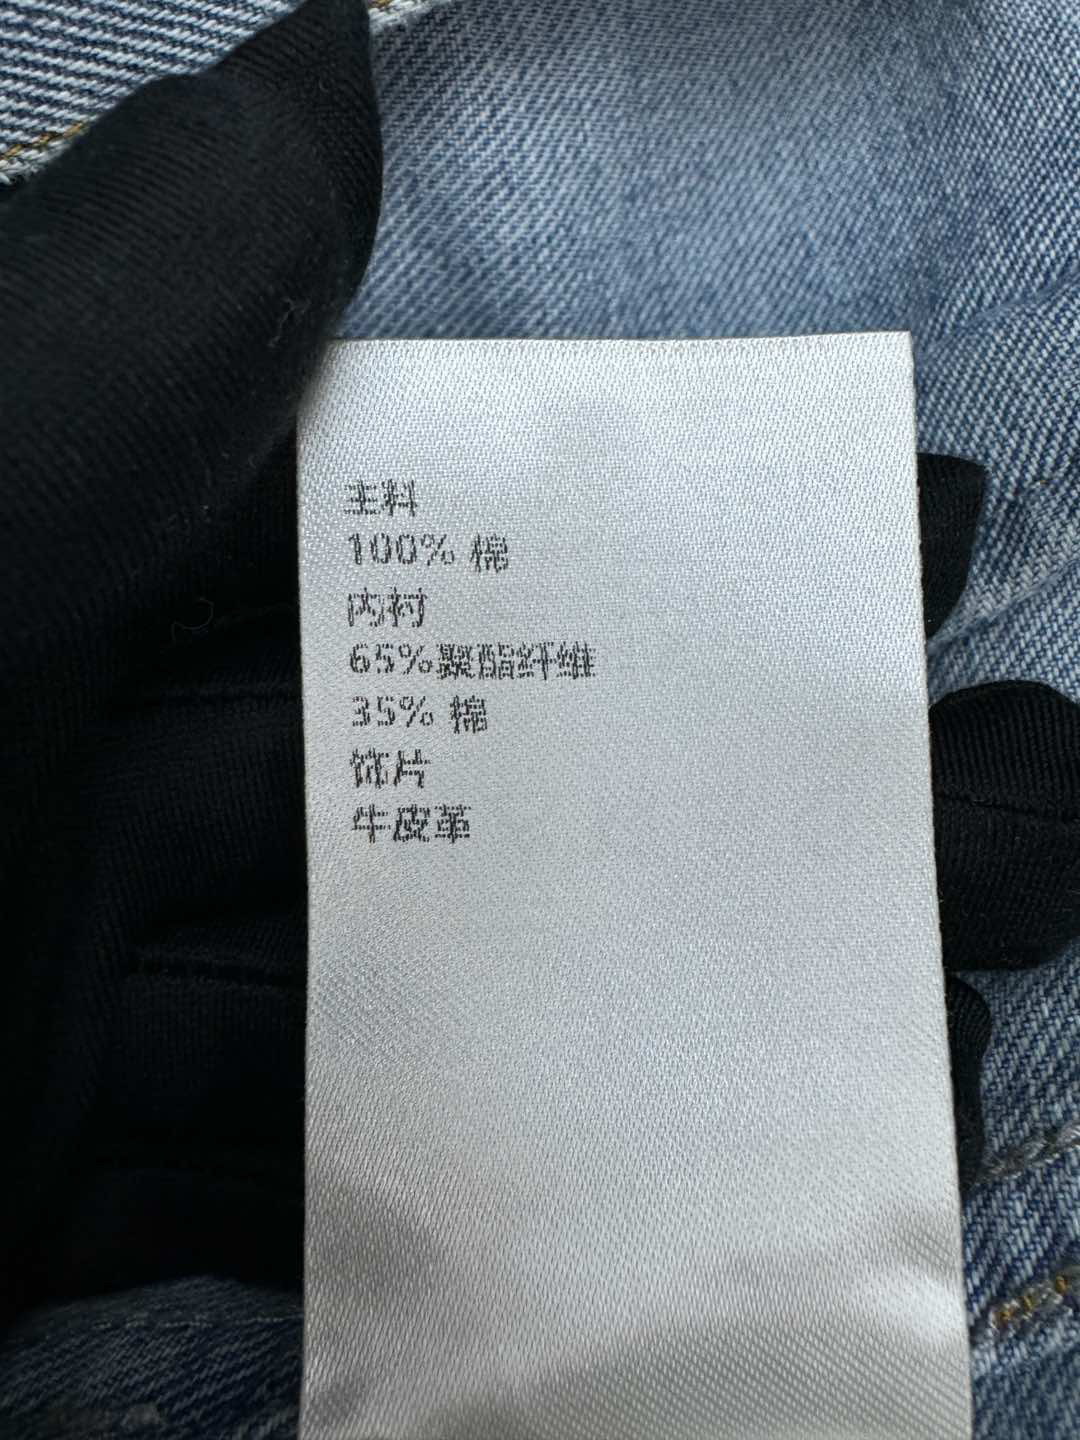 主料
100% 棉
内衬
65%聚酯纤维
35% 棉
饰片
牛皮革